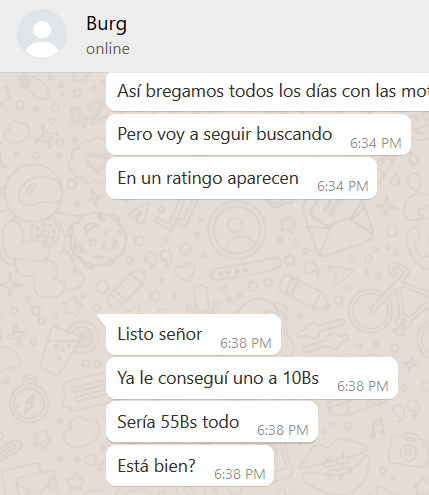 Burg
online
Así bregamos todos los días con las
Pero voy a seguir buscando 6:34 PM
En un ratingo aparecen 6:34 PM
Listo señor 6:38 PM
Ya le conseguí uno a 10Bs 6:38 PM
Sería 55Bs todo 6:38 PM
Está bien? 6:38 PM